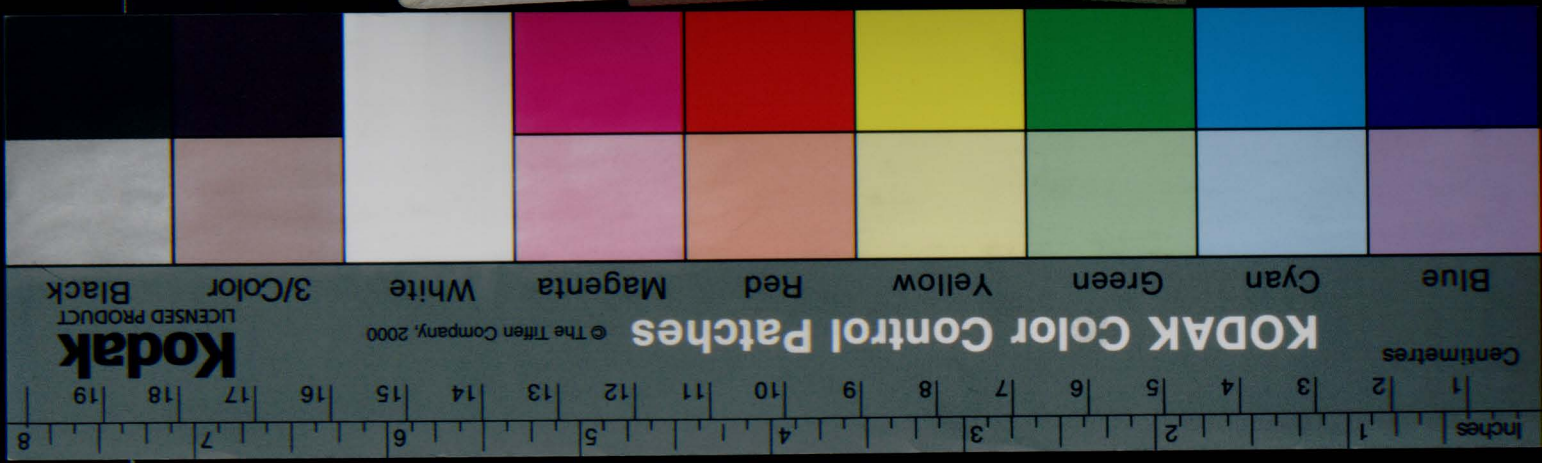 Inches 1 2 3 4 5 6 7 8
Centimetres 1 2 3 4 5 6 7 8 9 10 11 12 13 14 15 16 17 18 19
KODAK Color Control Patches © The Tiffen Company, 2000 Kodak
LICENSED PRODUCT
Blue Cyan Green Yellow Red Magenta White 3/Color Black